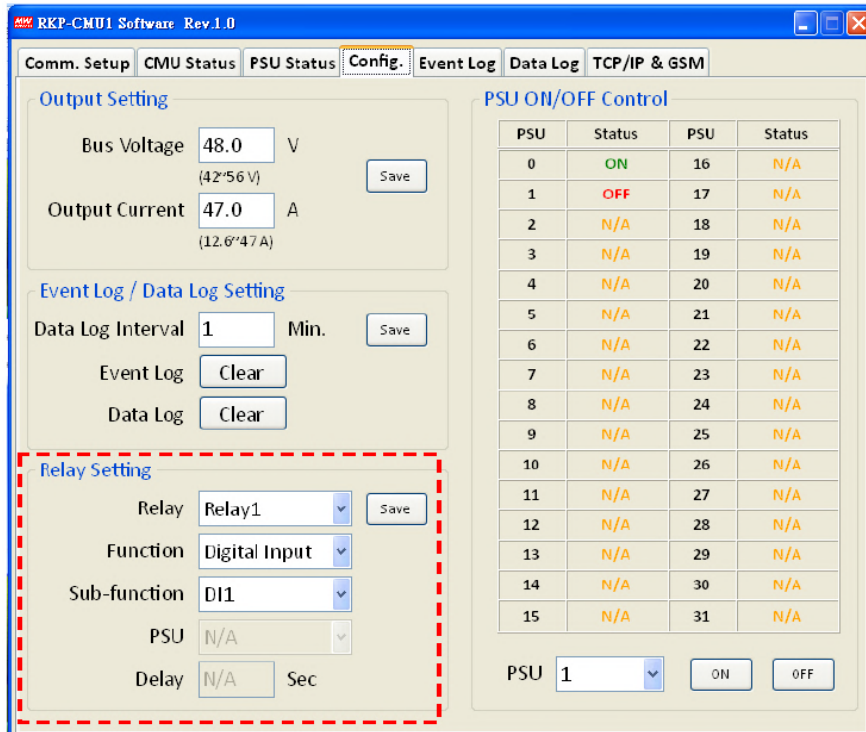 MW RKP-CMU1 Software Rev.1.0
Comm. Setup CMU Status PSU Status Config. Event Log Data Log TCP/IP & GSM
Output Setting
Bus Voltage 48.0 V
(42~56 V)
Save
Output Current 47.0 A
(12.6~47 A)
Event Log / Data Log Setting
Data Log Interval 1 Min. Save
Event Log Clear
Data Log Clear
Relay Setting
Relay Relay1 Save
Function Digital Input
Sub-function DI1
PSU N/A
Delay N/A Sec
PSU ON/OFF Control
PSU Status PSU Status
0 ON 16 N/A
1 OFF 17 N/A
2 N/A 18 N/A
3 N/A 19 N/A
4 N/A 20 N/A
5 N/A 21 N/A
6 N/A 22 N/A
7 N/A 23 N/A
8 N/A 24 N/A
9 N/A 25 N/A
10 N/A 26 N/A
11 N/A 27 N/A
12 N/A 28 N/A
13 N/A 29 N/A
14 N/A 30 N/A
15 N/A 31 N/A
PSU 1 ON OFF